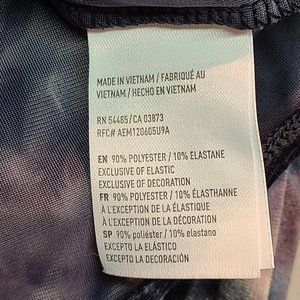 MADE IN VIETNAM / FABRIQUÉ AU
VIETNAM / HECHO EN VIETNAM
RN 54485/CA 03873
RFC# AEM120605U9A
EN 90% POLYESTER / 10% ELASTANE
EXCLUSIVE OF ELASTIC
EXCLUSIVE OF DECORATION
FR 90% POLYESTER / 10% ÉLASTHANNE
À L'EXCEPTION DE LA ÉLASTIQUE
À L'EXCEPTION DE LA DÉCORATION
SP 90% poliéster / 10% elastano
EXCEPTO LA ELÁSTICO
EXCEPTO LA DECORACIÓN